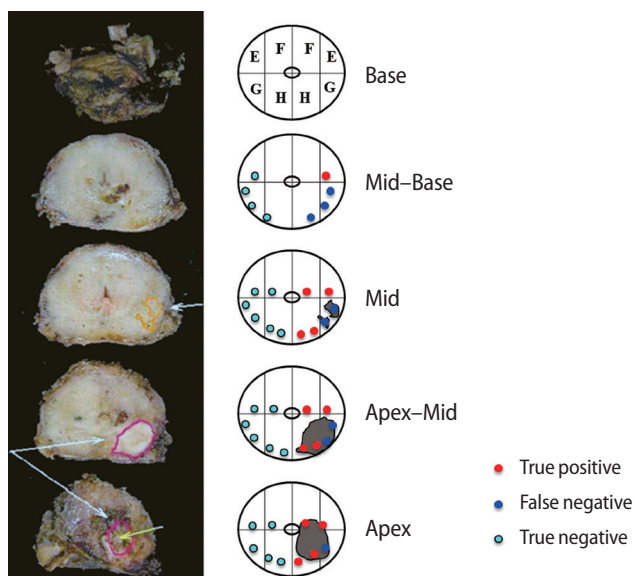 E F F E
G H H G
Base
Mid–Base
Mid
Apex–Mid
Apex
True positive
False negative
True negative